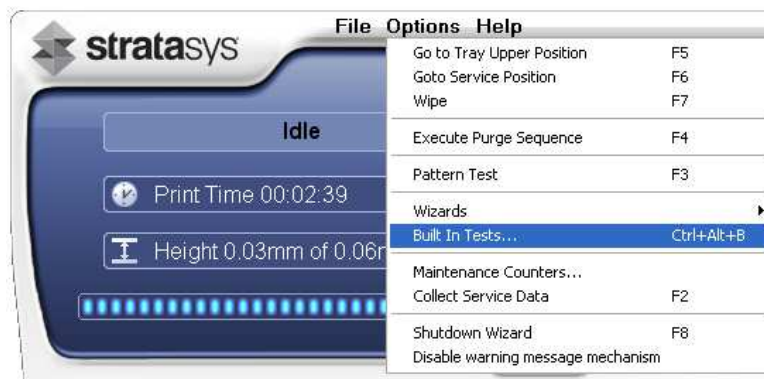 File Options Help
stratasys
Go to Tray Upper Position F5
Goto Service Position F6
Wipe F7
Idle
Execute Purge Sequence F4
Pattern Test F3
Print Time 00:02:39
Wizards
Built In Tests... Ctrl+Alt+B
Height 0.03mm of 0.06
Maintenance Counters...
Collect Service Data F2
Shutdown Wizard F8
Disable warning message mechanism